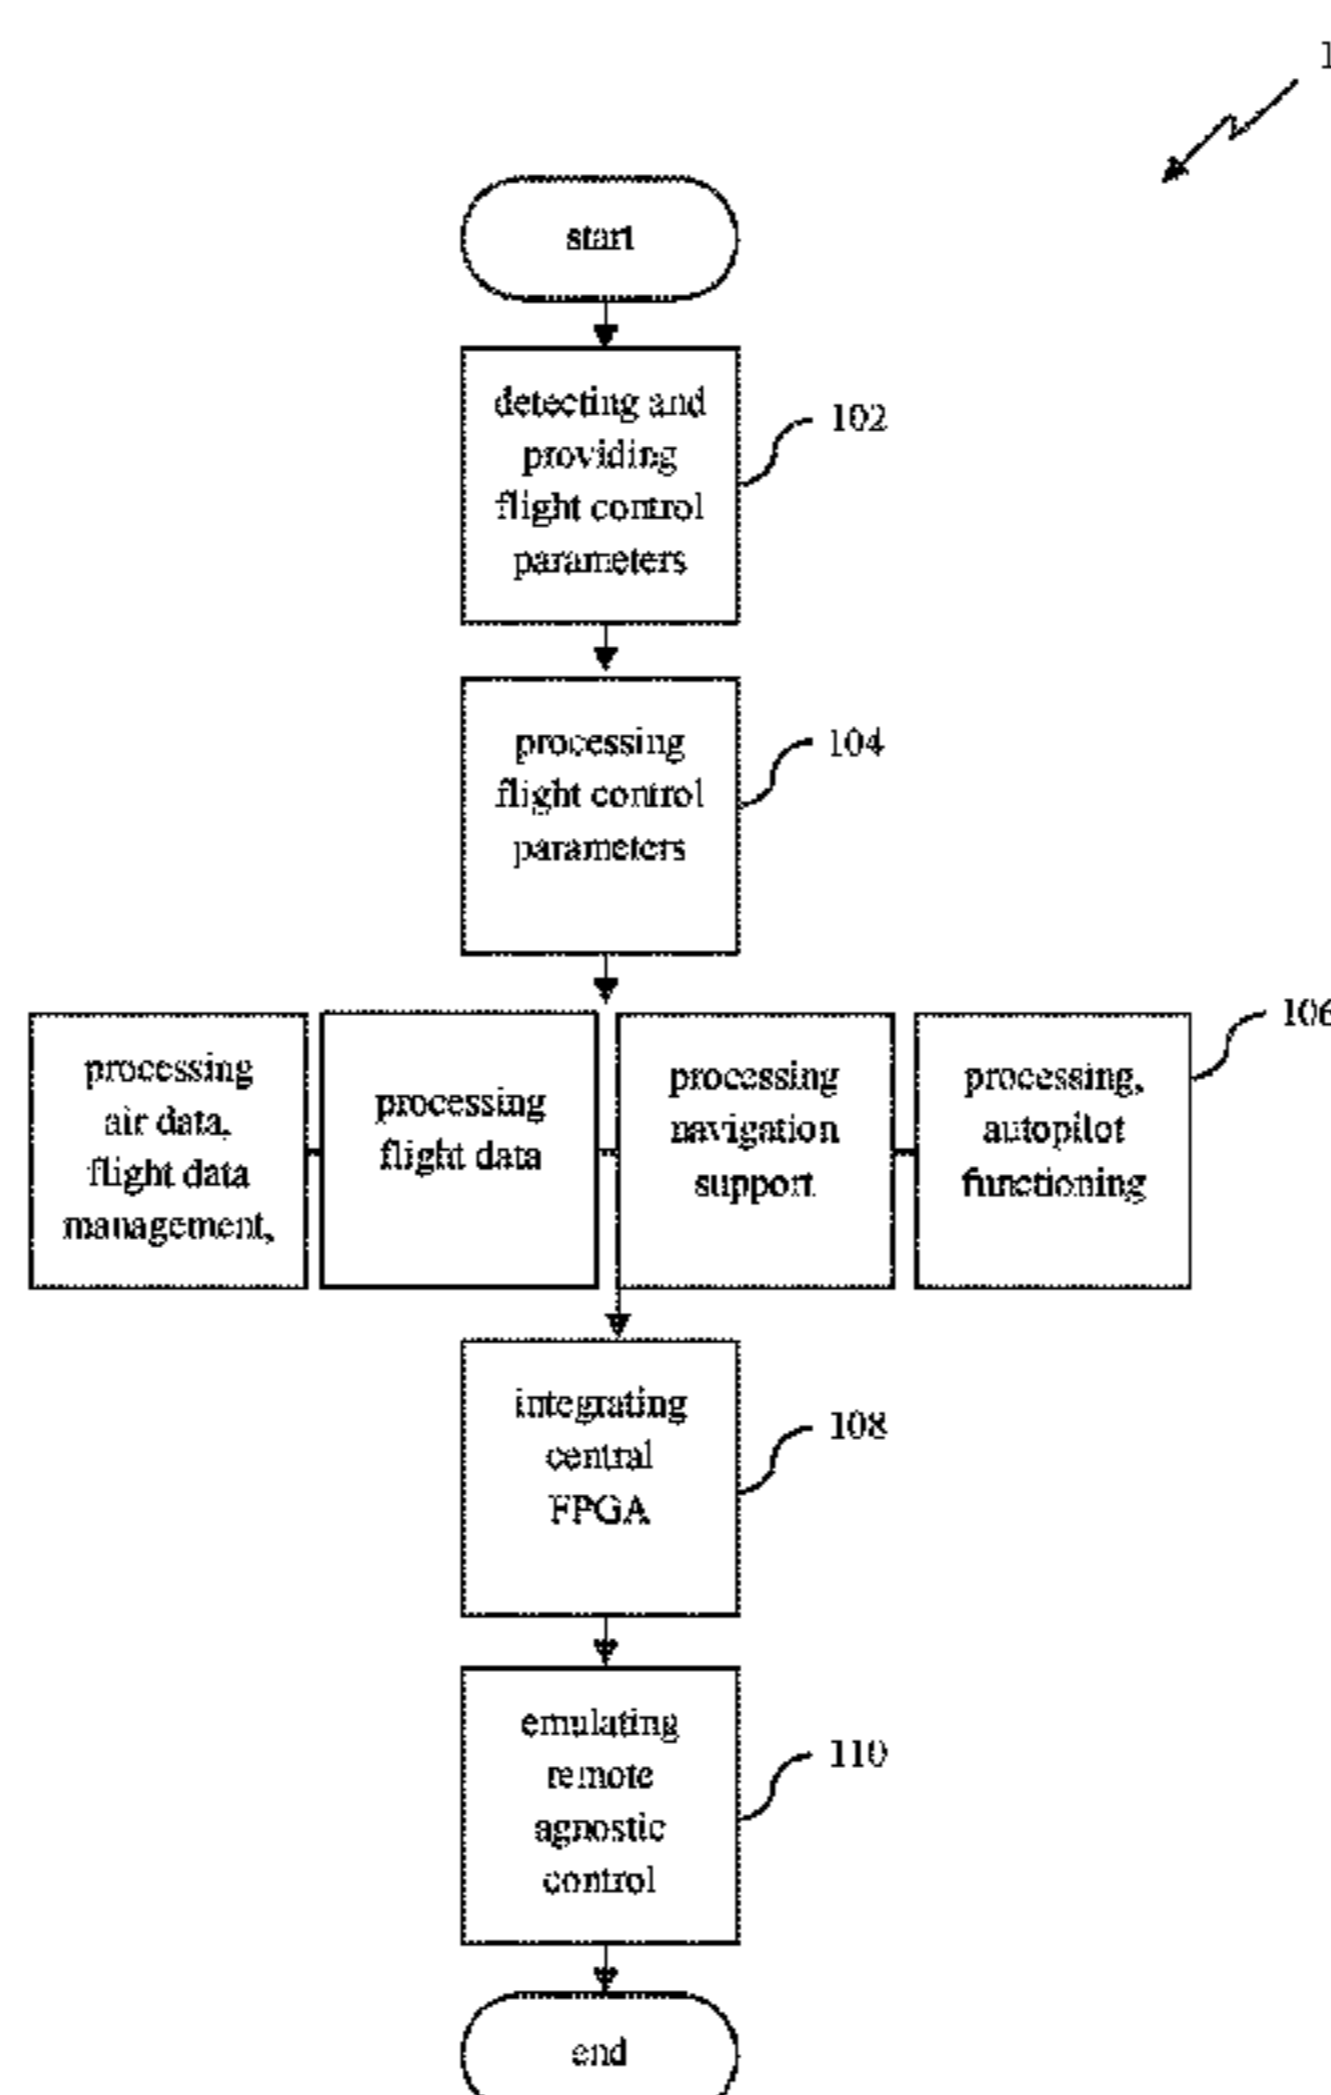 1
start
detecting and
providing
flight control
parameters
102
processing
flight control
parameters
104
processing
air data,
flight data
management,
processing
flight data
processing
navigation
support
processing,
autopilot
functioning
106
integrating
central
FPGA
108
emulating
remote
agnostic
control
110
end